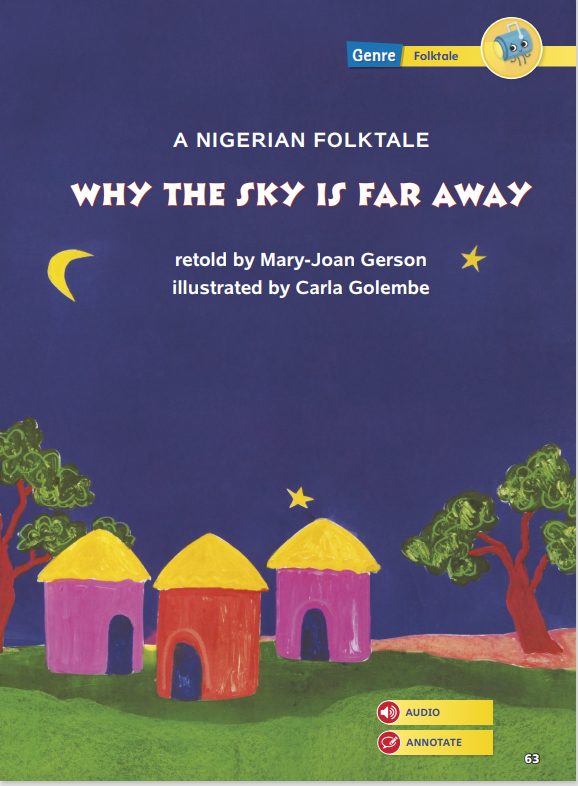 Genre Folktale
A NIGERIAN FOLKTALE
WHY THE SKY IS FAR AWAY
retold by Mary-Joan Gerson
illustrated by Carla Golembe
AUDIO
ANNOTATE
63